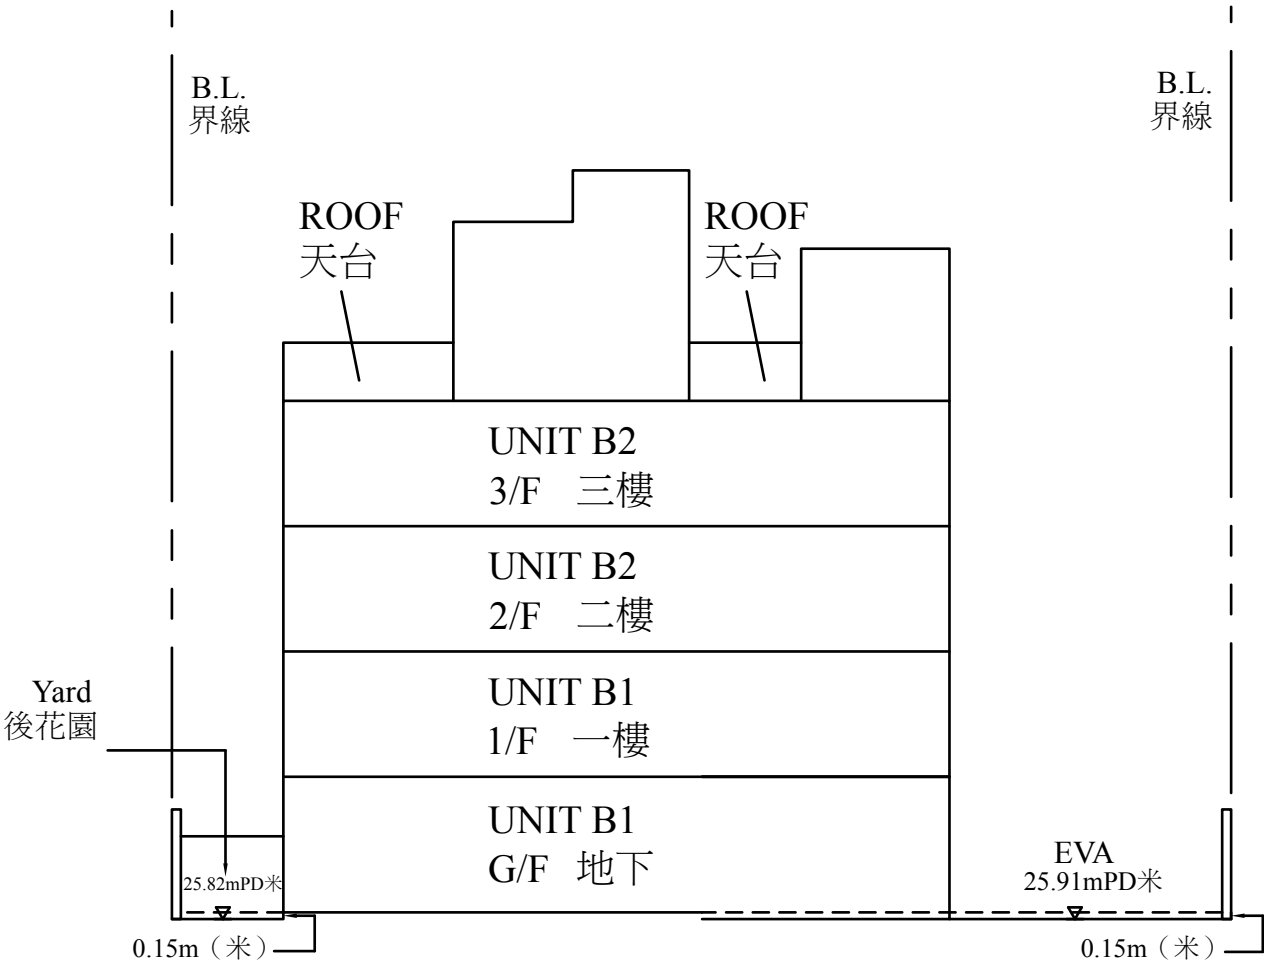 B.L.
界線
B.L.
界線
ROOF
天台
ROOF
天台
UNIT B2
3/F 三樓
UNIT B2
2/F 二樓
Yard
後花園
UNIT B1
1/F 一樓
UNIT B1
G/F 地下
25.82mPD米
EVA
25.91mPD米
0.15m（米）
0.15m（米）